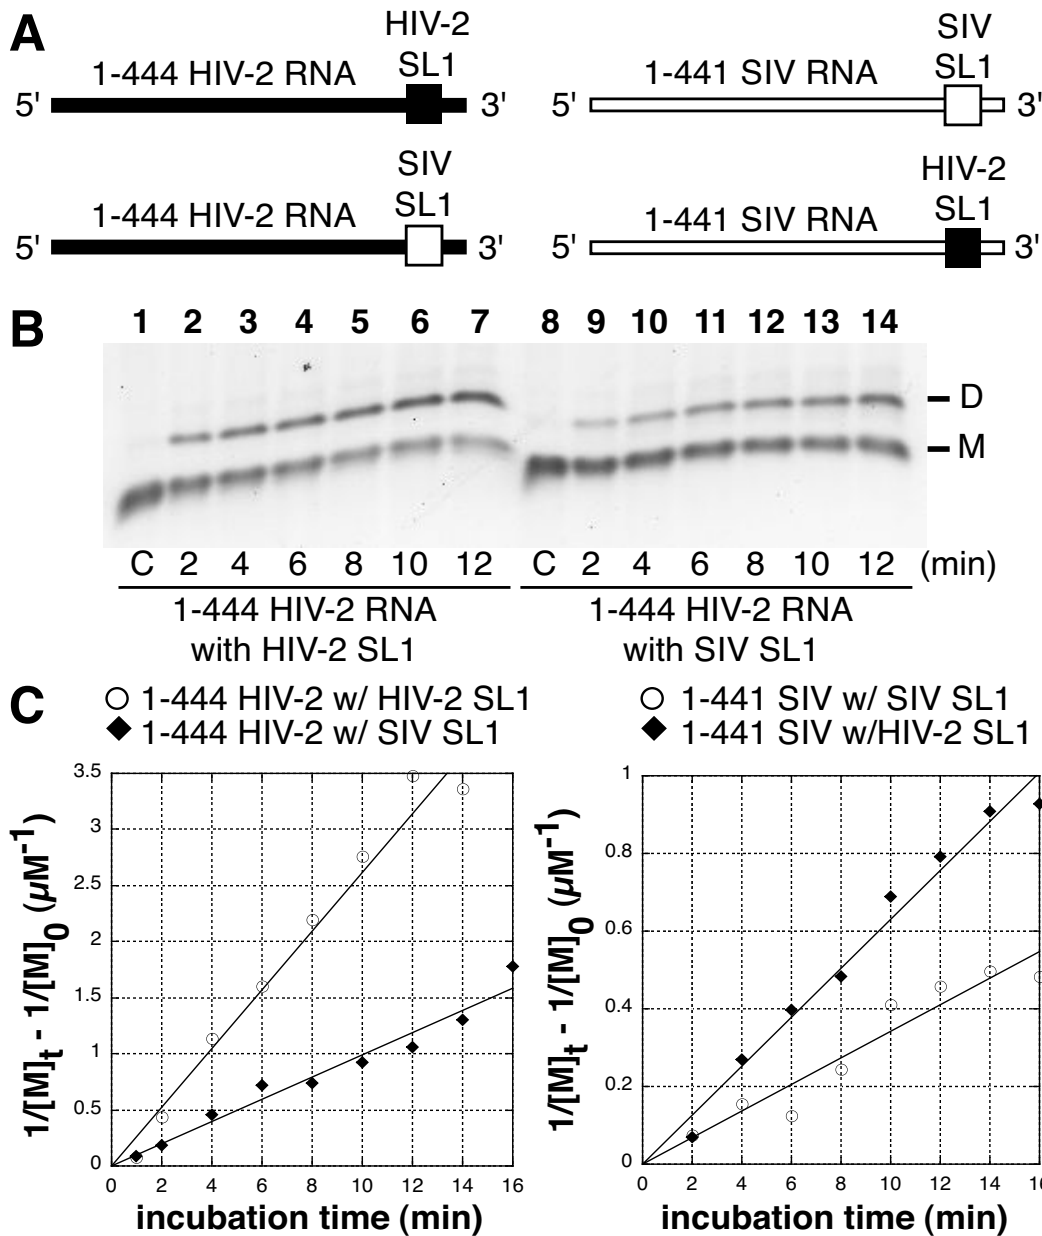 A
HIV-2
SL1
1-444 HIV-2 RNA
5' 3'
SIV
SL1
1-441 SIV RNA
5' 3'
SIV
SL1
1-444 HIV-2 RNA
5' 3'
HIV-2
SL1
1-441 SIV RNA
5' 3'
B
1 2 3 4 5 6 7 8 9 10 11 12 13 14
D
M
C 2 4 6 8 10 12 C 2 4 6 8 10 12 (min)
1-444 HIV-2 RNA
with HIV-2 SL1
1-444 HIV-2 RNA
with SIV SL1
C
1-444 HIV-2 w/ HIV-2 SL1
1-444 HIV-2 w/ SIV SL1
3.5
3
2.5
2
1.5
1
0.5
0
0 2 4 6 8 10 12 14 16
1/[M]t - 1/[M]0 (µM-1)
incubation time (min)
1-441 SIV w/ SIV SL1
1-441 SIV w/HIV-2 SL1
1
0.8
0.6
0.4
0.2
0
0 2 4 6 8 10 12 14 16
1/[M]t - 1/[M]0 (µM-1)
incubation time (min)